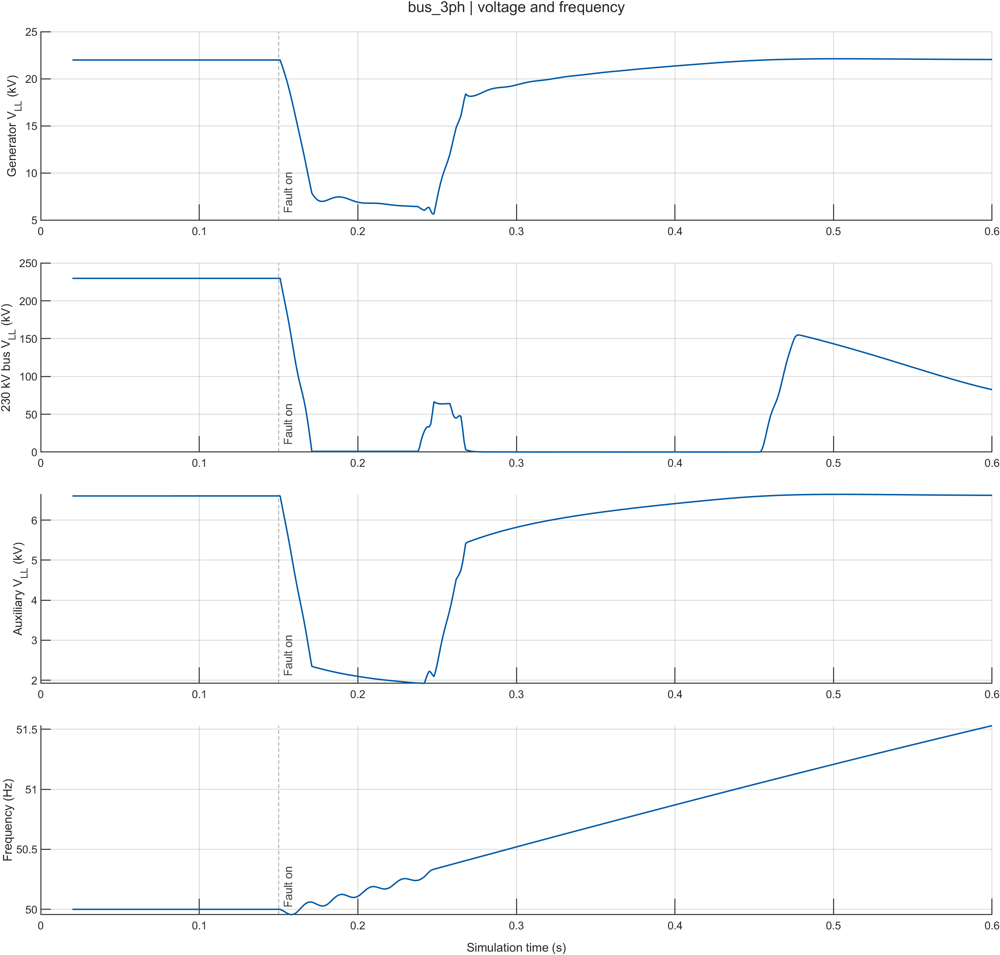 bus_3ph | voltage and frequency
25
20
15
10
5
Generator V_LL (kV)
Fault on
0 0.1 0.2 0.3 0.4 0.5 0.6
250
200
150
100
50
0
230 kV bus V_LL (kV)
Fault on
0 0.1 0.2 0.3 0.4 0.5 0.6
6
5
4
3
2
Auxiliary V_LL (kV)
Fault on
0 0.1 0.2 0.3 0.4 0.5 0.6
51.5
51
50.5
50
Frequency (Hz)
Fault on
0 0.1 0.2 0.3 0.4 0.5 0.6
Simulation time (s)